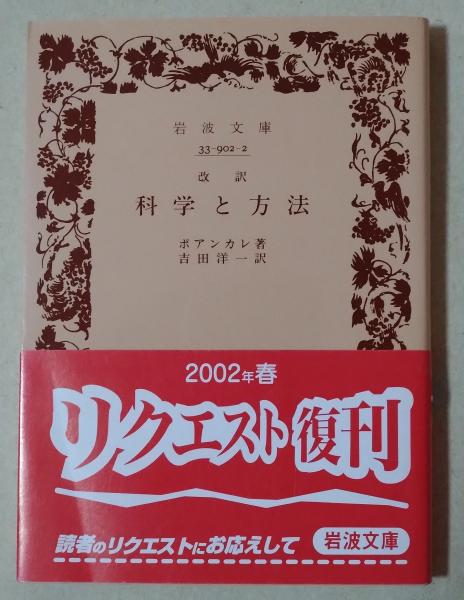 岩波文庫
33-902-2
改訳
科学と方法
ポアンカレ著
吉田洋一訳
2002年春
リクエスト復刊
読者のリクエストにお応えして
岩波文庫